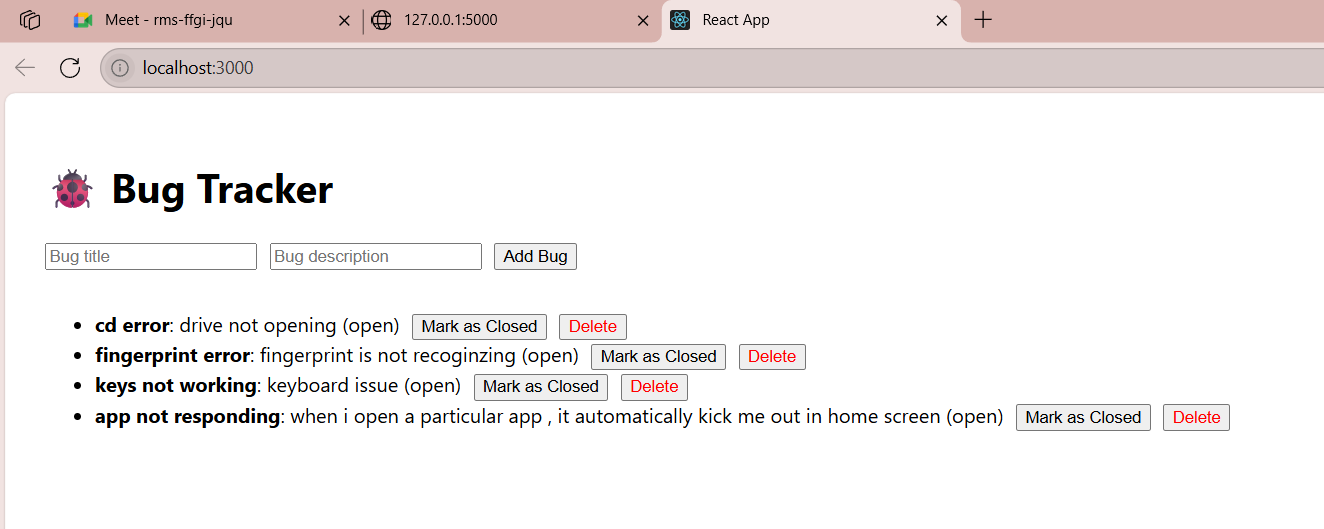 Meet - rms-ffgi-jqu 127.0.0.1:5000 React App
localhost:3000
Bug Tracker
Bug title Bug description Add Bug
cd error: drive not opening (open) Mark as Closed Delete
fingerprint error: fingerprint is not recoginzing (open) Mark as Closed Delete
keys not working: keyboard issue (open) Mark as Closed Delete
app not responding: when i open a particular app , it automatically kick me out in home screen (open) Mark as Closed Delete